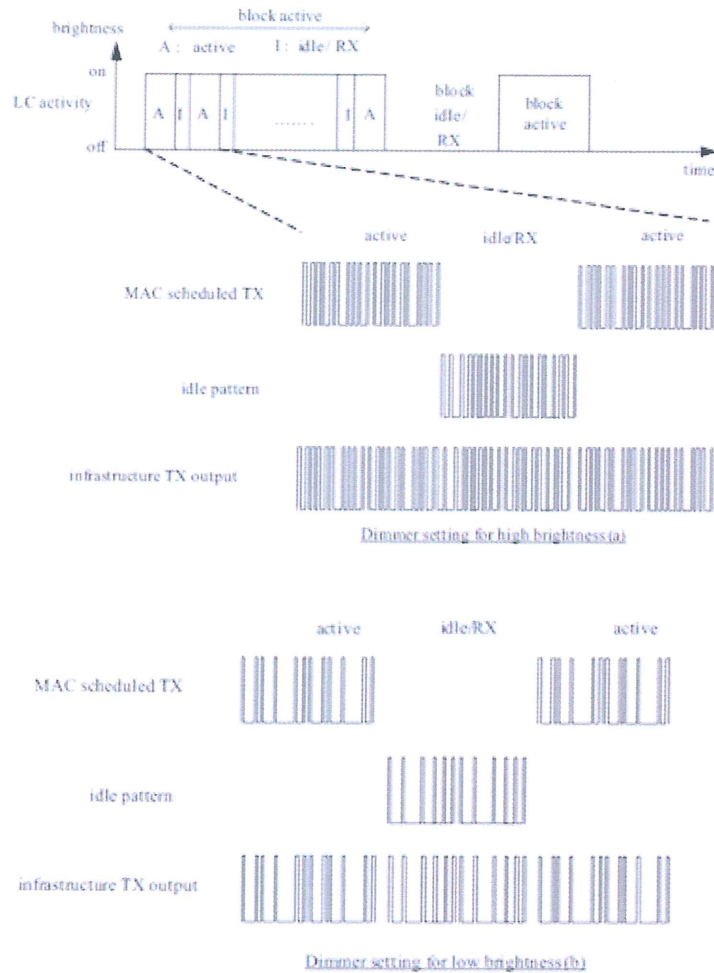 block active
brightness
A : active I : idle/RX
on
LC activity
A I A I ....... I A
block idle/ RX
block active
off
time
active idle/RX active
MAC scheduled TX
idle pattern
infrastructure TX output
Dimmer setting for high brightness(a)
active idle/RX active
MAC scheduled TX
idle pattern
infrastructure TX output
Dimmer setting for low brightness(b)